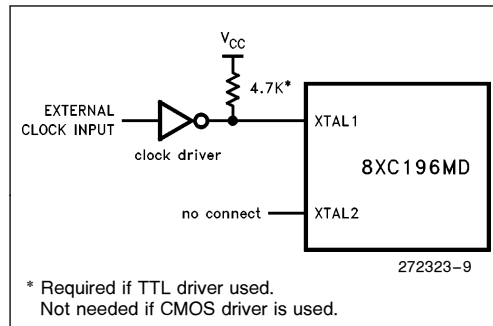 VCC
4.7K*
EXTERNAL
CLOCK INPUT
clock driver
XTAL1
8XC196MD
no connect
XTAL2
272323-9
* Required if TTL driver used.
Not needed if CMOS driver is used.